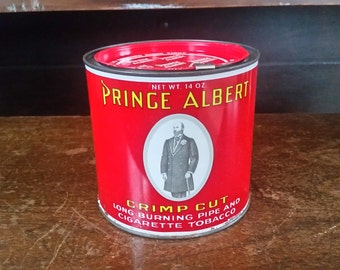 NET WT. 14 OZ
PRINCE ALBERT
CRIMP CUT
LONG BURNING PIPE AND
CIGARETTE TOBACCO